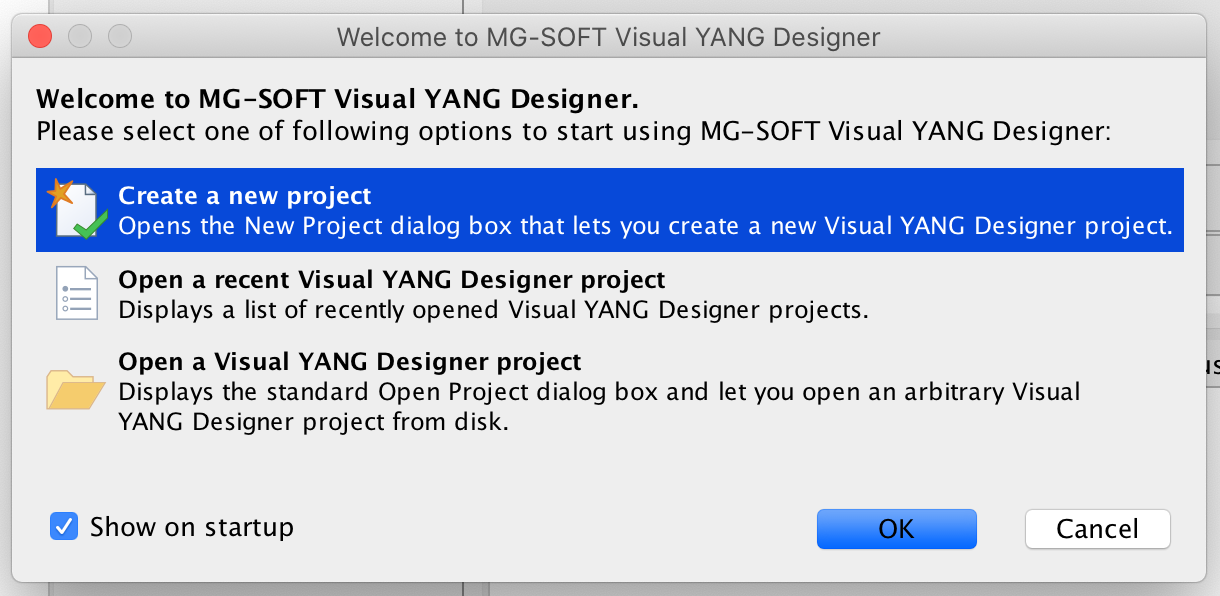 Welcome to MG-SOFT Visual YANG Designer
Welcome to MG-SOFT Visual YANG Designer.
Please select one of following options to start using MG-SOFT Visual YANG Designer:
Create a new project
Opens the New Project dialog box that lets you create a new Visual YANG Designer project.
Open a recent Visual YANG Designer project
Displays a list of recently opened Visual YANG Designer projects.
Open a Visual YANG Designer project
Displays the standard Open Project dialog box and let you open an arbitrary Visual
YANG Designer project from disk.
Show on startup
OK
Cancel